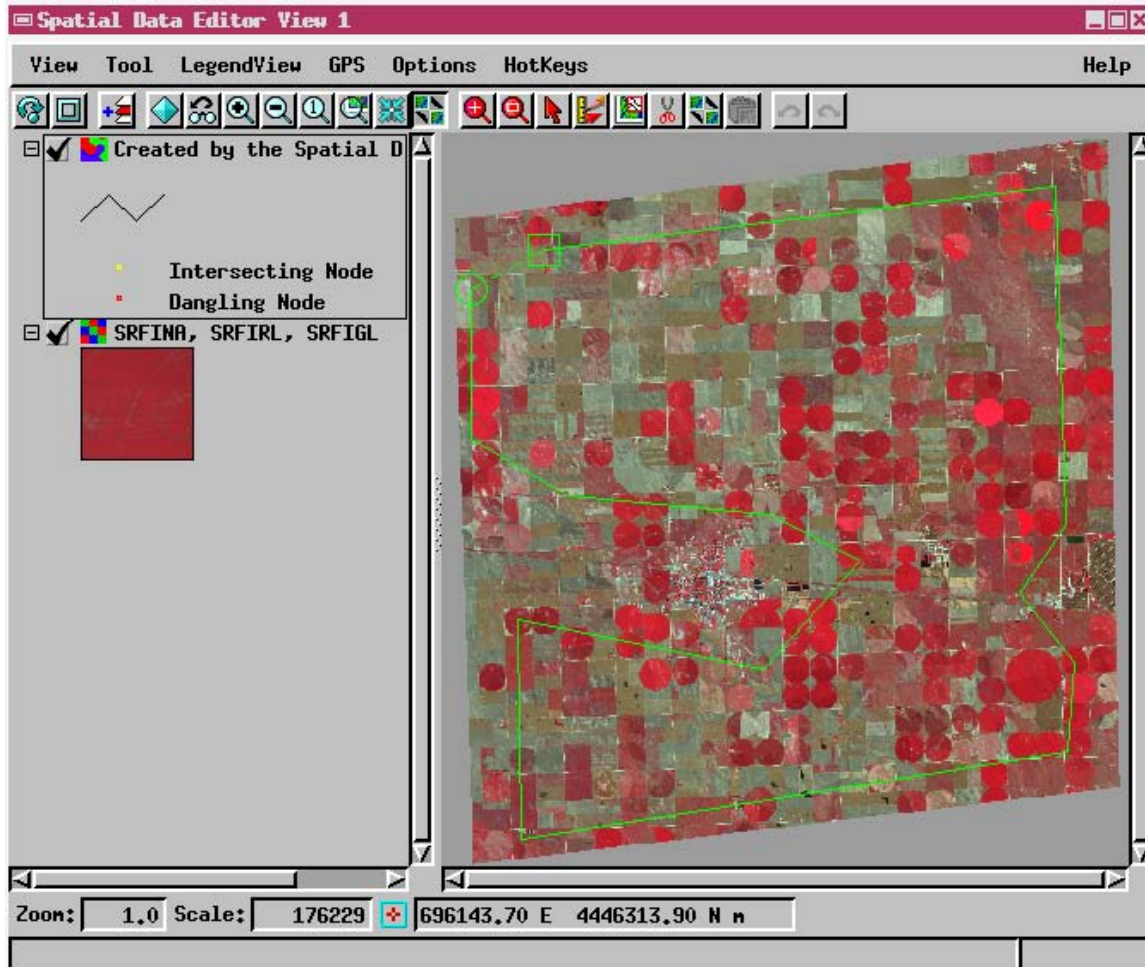 Spatial Data Editor View 1
View Tool LegendView GPS Options HotKeys Help
Created by the Spatial D
Intersecting Node
Dangling Node
SRFINA, SRFIRL, SRFIGL
Zoom: 1.0 Scale: 176229 696143.70 E 4446313.90 N m